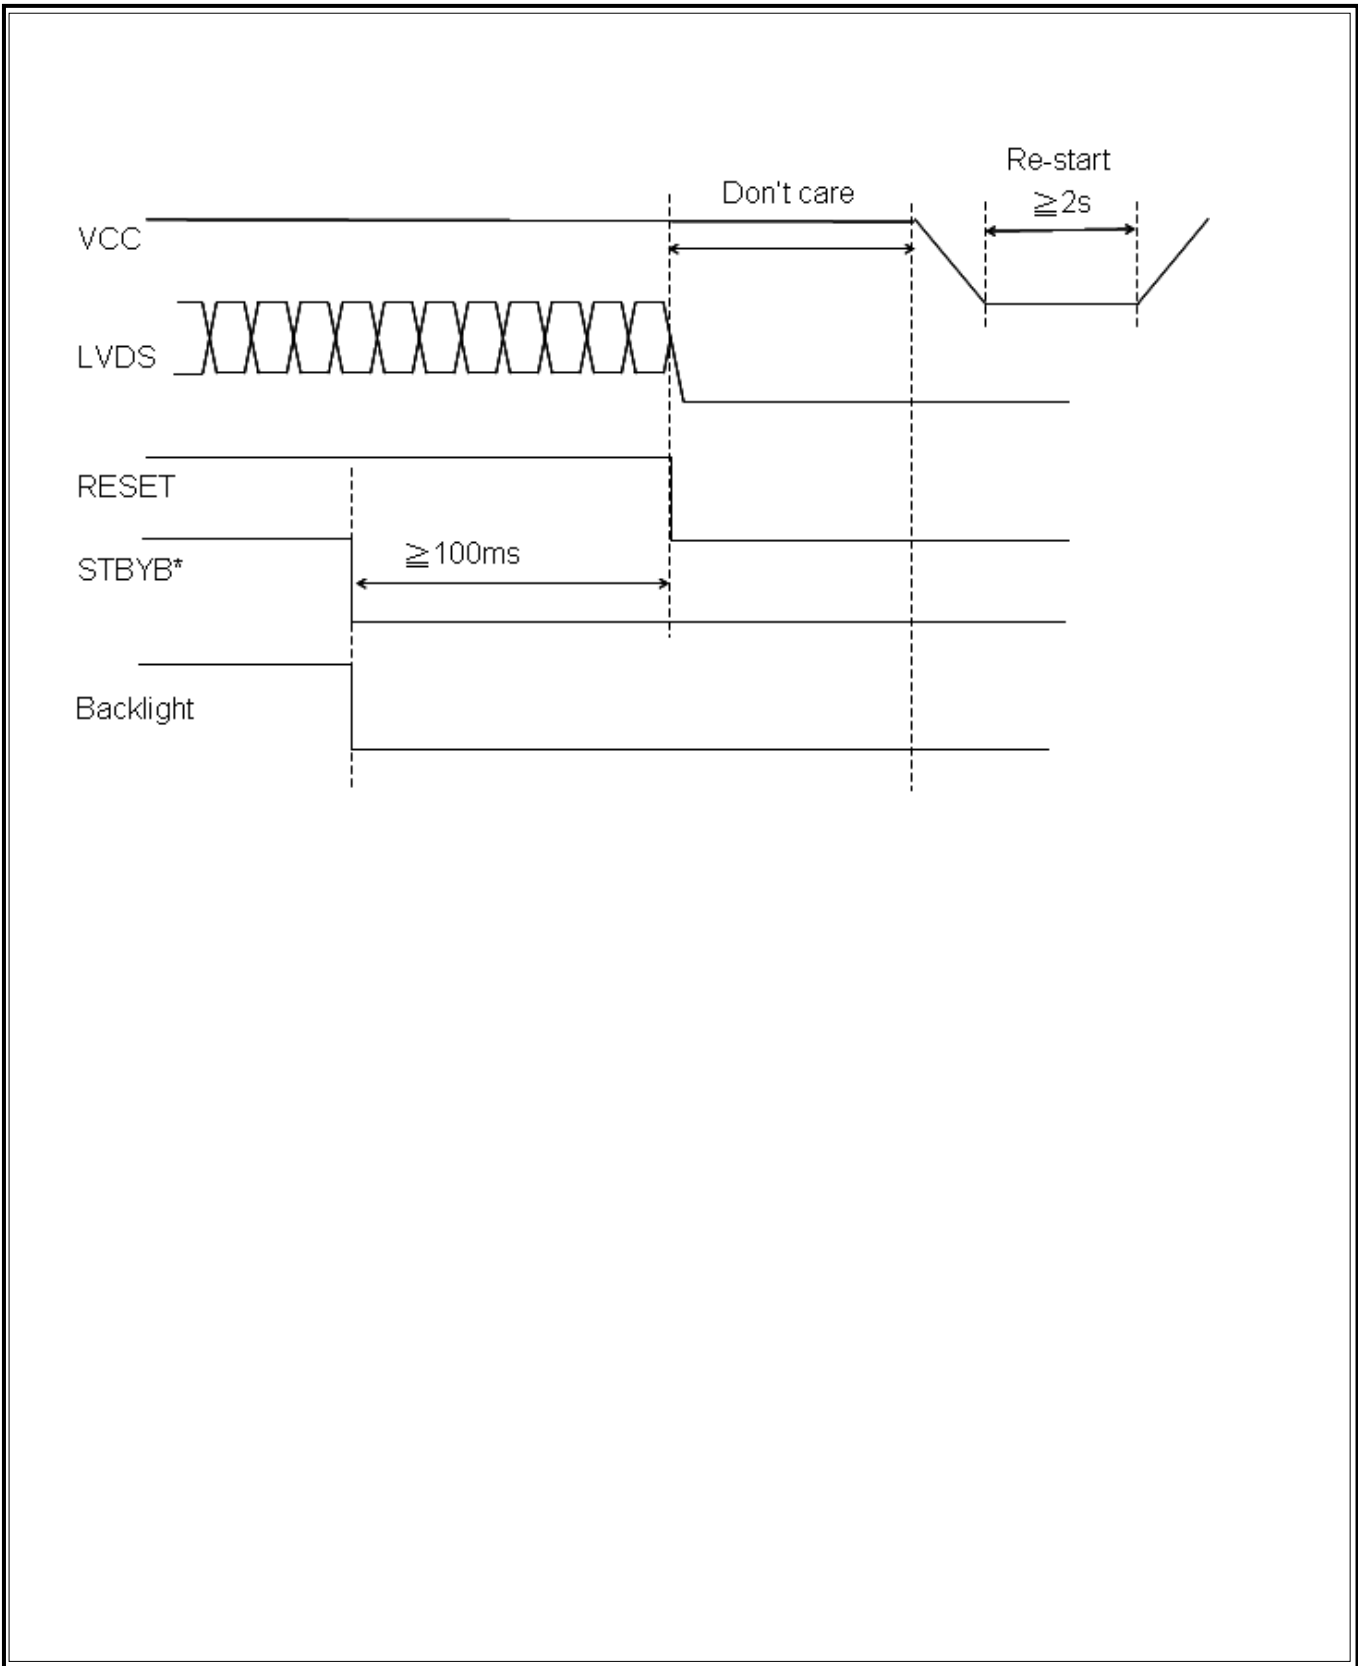 Re-start
Don't care
≧2s
VCC
LVDS
RESET
≧100ms
STBYB*
Backlight